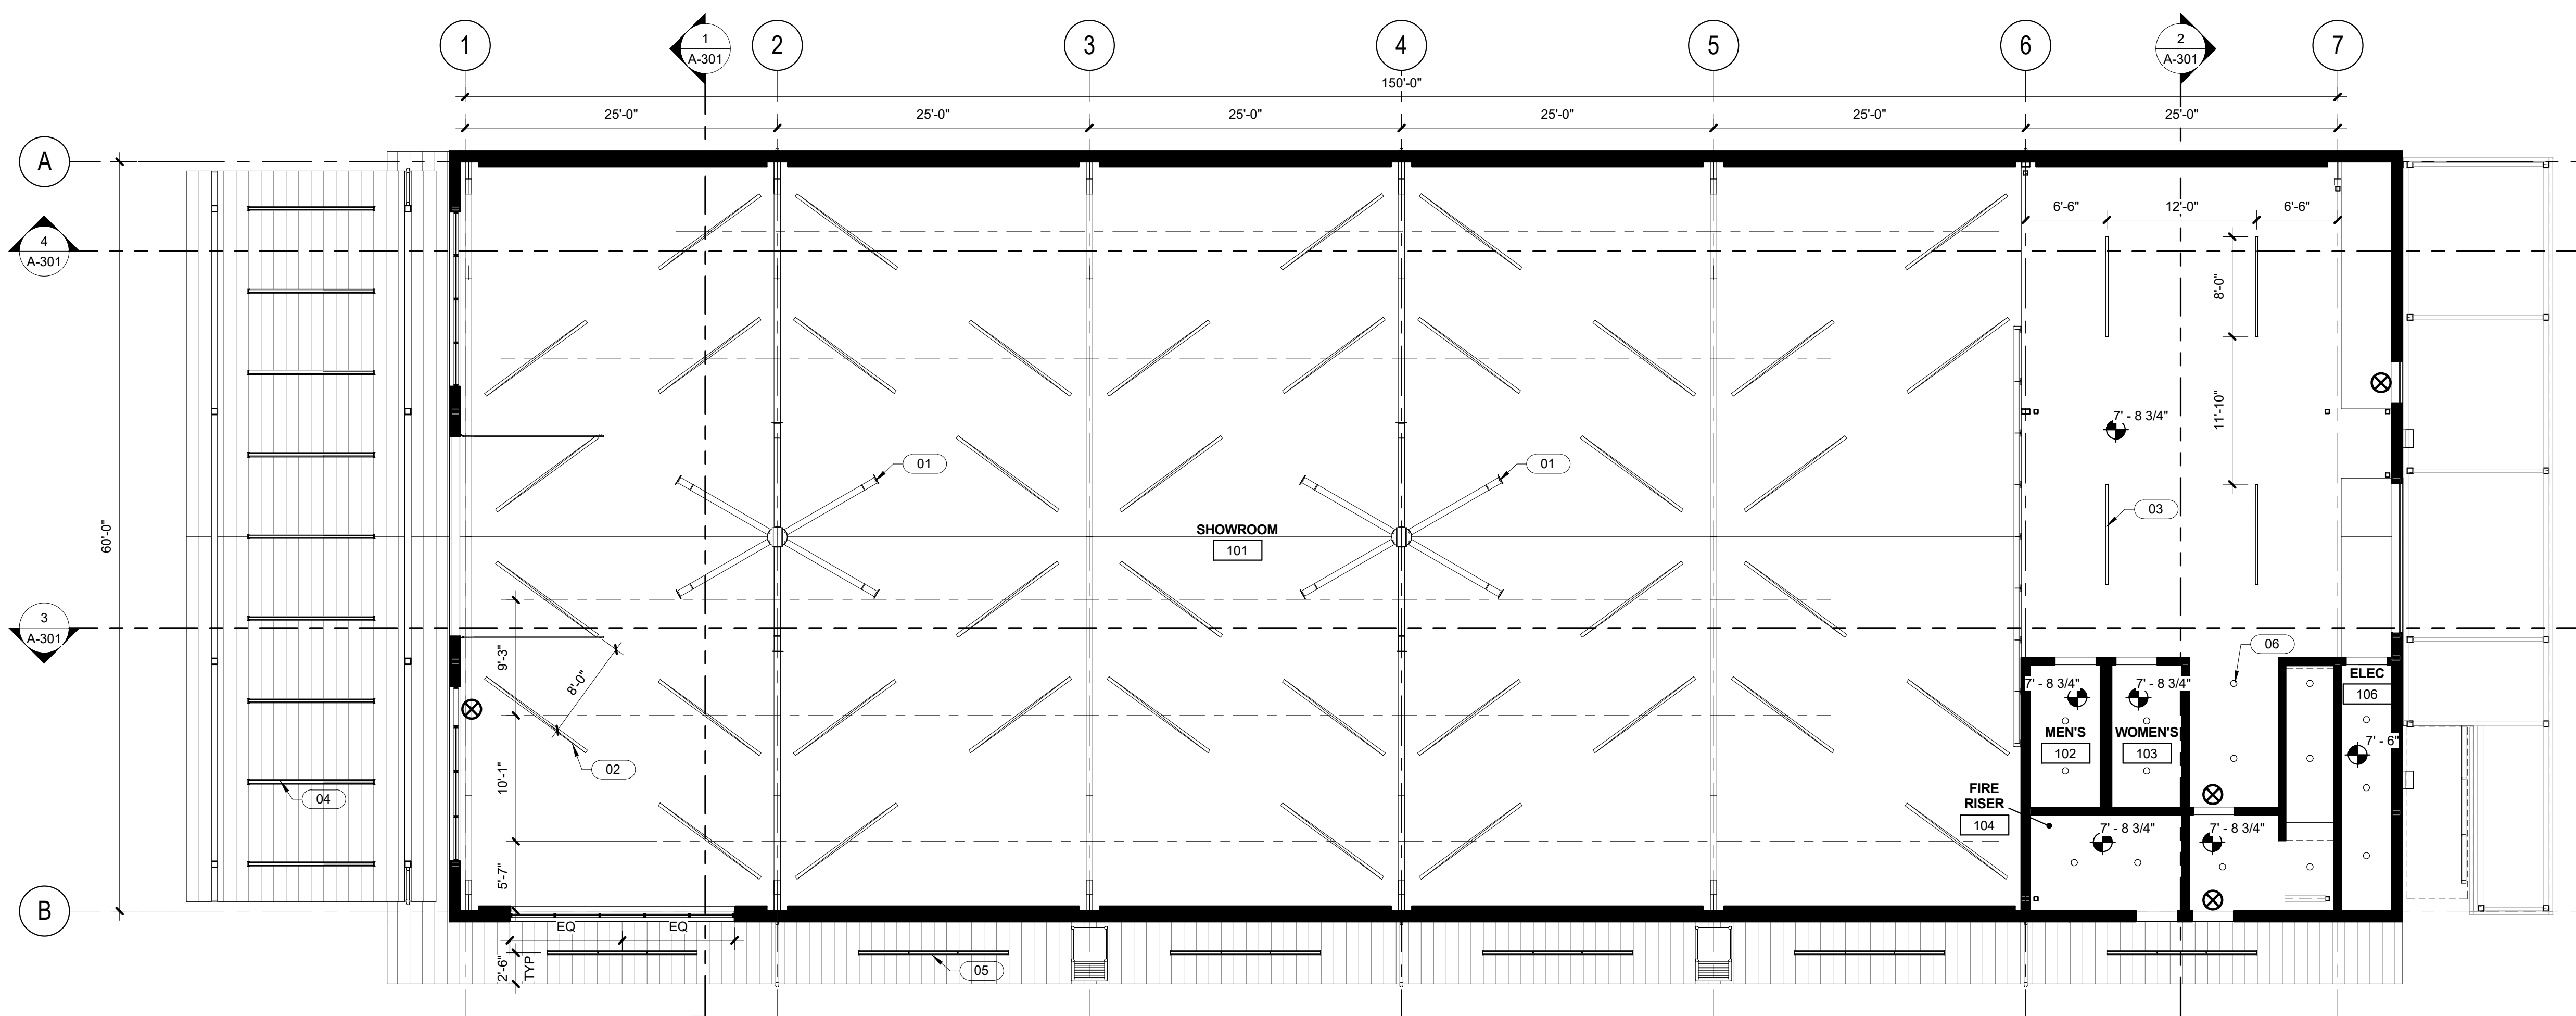 1
1
A-301
2
3
4
5
6
2
A-301
7
150'-0"
25'-0"
25'-0"
25'-0"
25'-0"
25'-0"
25'-0"
A
6'-6"
12'-0"
6'-6"
4
A-301
8'-0"
7' - 8 3/4"
11'-10"
01
01
03
60'-0"
SHOWROOM
101
3
A-301
9'-3"
8'-0"
06
7' - 8 3/4"
7' - 8 3/4"
ELEC
106
MEN'S
102
WOMEN'S
103
7' - 6"
02
10'-1"
04
FIRE
RISER
104
7' - 8 3/4"
7' - 8 3/4"
5'-7"
B
EQ
EQ
2'-6"
TYP
05